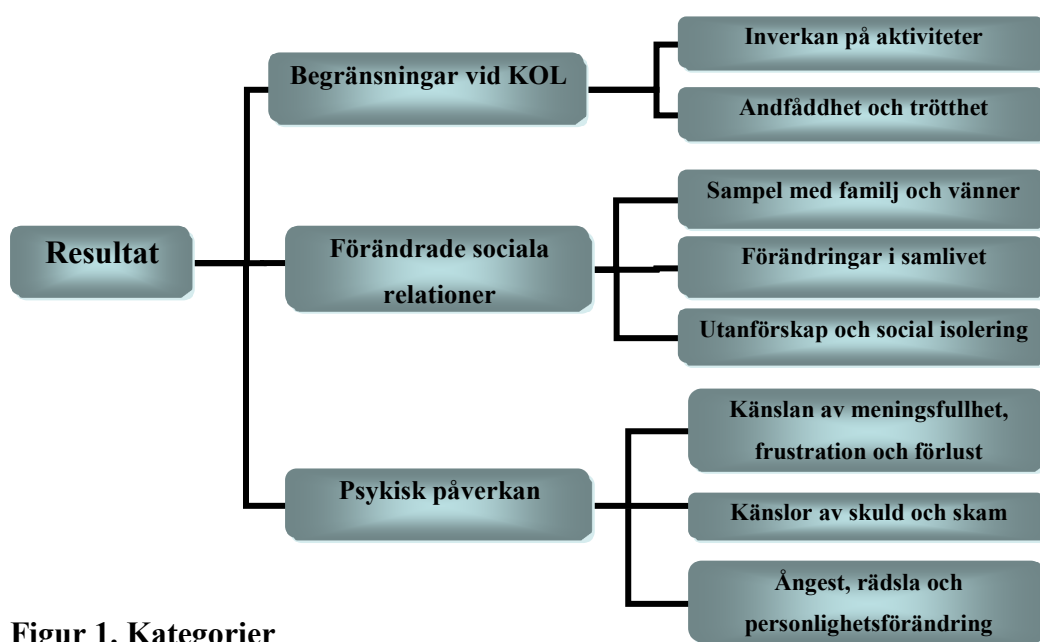 Resultat
Begränsningar vid KOL
Inverkan på aktiviteter
Andfåddhet och trötthet
Förändrade sociala
relationer
Sampel med familj och vänner
Förändringar i samlivet
Utanförskap och social isolering
Psykisk påverkan
Känslan av meningsfullhet,
frustration och förlust
Känslor av skuld och skam
Ångest, rädsla och
personlighetsförändring
Figur 1. Kategorier